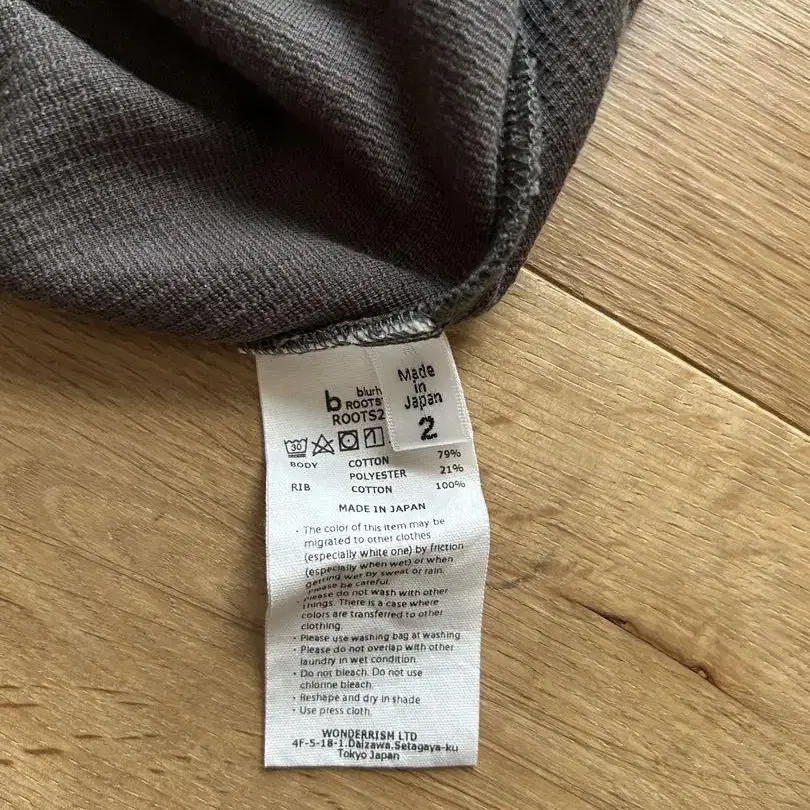 Made
in
Japan
2
b
ROOTS
ROOTS2
30
BODY COTTON 79%
POLYESTER 21%
RIB COTTON 100%
MADE IN JAPAN
· The color of this item may be
migrated to other clothes
(especially white one) by friction
(especially when wet) or when
getting wet by sweat or rain.
Please be careful.
· Please do not wash with other
things. There is a case where
colors are transferred to other
clothing.
· Please use washing bag at washing
· Please do not overlap with other
laundry in wet condition.
· Do not bleach. Do not use
chlorine bleach.
· Reshape and dry in shade
· Use press cloth.
WONDERRISM LTD
4F-5-18-1.Daizawa.Setagaya-ku
Tokyo Japan